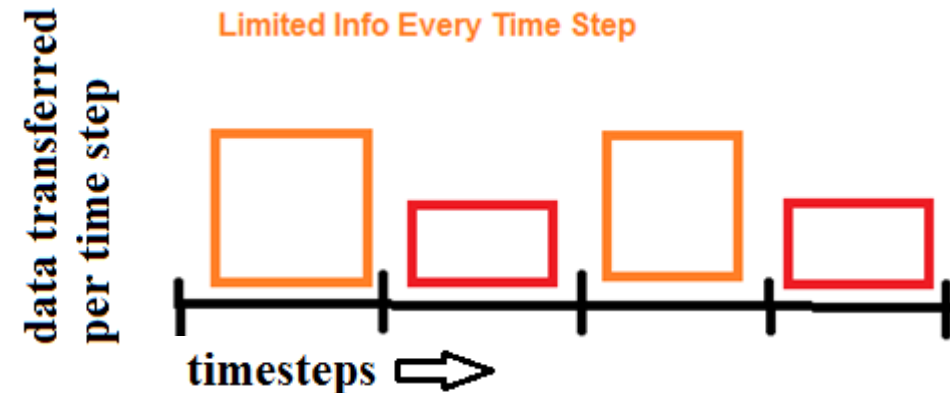 Limited Info Every Time Step
data transferred
per time step
timesteps